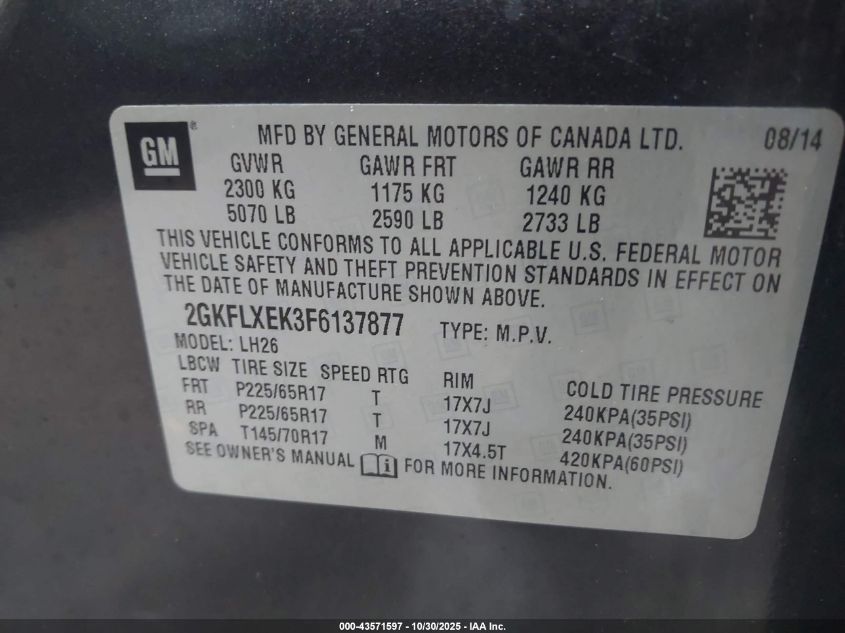 GM ® MFD BY GENERAL MOTORS OF CANADA LTD. 08/14
GVWR GAWR FRT GAWR RR
2300 KG 1175 KG 1240 KG
5070 LB 2590 LB 2733 LB
THIS VEHICLE CONFORMS TO ALL APPLICABLE U.S. FEDERAL MOTOR
VEHICLE SAFETY AND THEFT PREVENTION STANDARDS IN EFFECT ON
THE DATE OF MANUFACTURE SHOWN ABOVE.
2GKFLXEK3F6137877 TYPE: M.P.V.
MODEL: LH26
LBCW TIRE SIZE SPEED RTG RIM COLD TIRE PRESSURE
FRT P225/65R17 T 17X7J 240KPA(35PSI)
RR P225/65R17 T 17X7J 240KPA(35PSI)
SPA T145/70R17 M 17X4.5T 420KPA(60PSI)
SEE OWNER'S MANUAL FOR MORE INFORMATION.
000-43571597 - 10/30/2025 - IAA Inc.